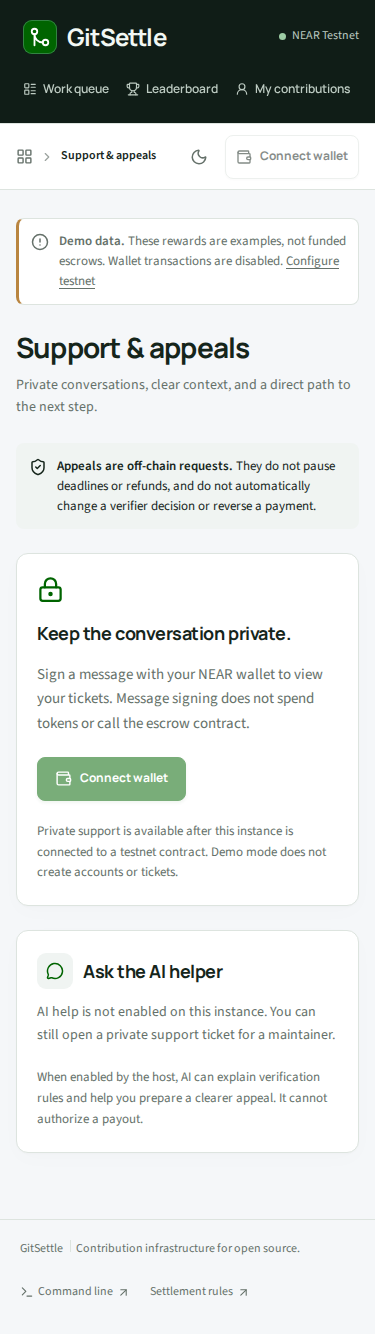 GitSettle
NEAR Testnet
Work queue
Leaderboard
My contributions
Support & appeals
Connect wallet
Demo data. These rewards are examples, not funded
escrows. Wallet transactions are disabled. Configure
testnet
Support & appeals
Private conversations, clear context, and a direct path to
the next step.
Appeals are off-chain requests. They do not pause
deadlines or refunds, and do not automatically
change a verifier decision or reverse a payment.
Keep the conversation private.
Sign a message with your NEAR wallet to view
your tickets. Message signing does not spend
tokens or call the escrow contract.
Connect wallet
Private support is available after this instance is
connected to a testnet contract. Demo mode does not
create accounts or tickets.
Ask the AI helper
AI help is not enabled on this instance. You can
still open a private support ticket for a maintainer.
When enabled by the host, AI can explain verification
rules and help you prepare a clearer appeal. It cannot
authorize a payout.
GitSettle
Contribution infrastructure for open source.
Command line
Settlement rules